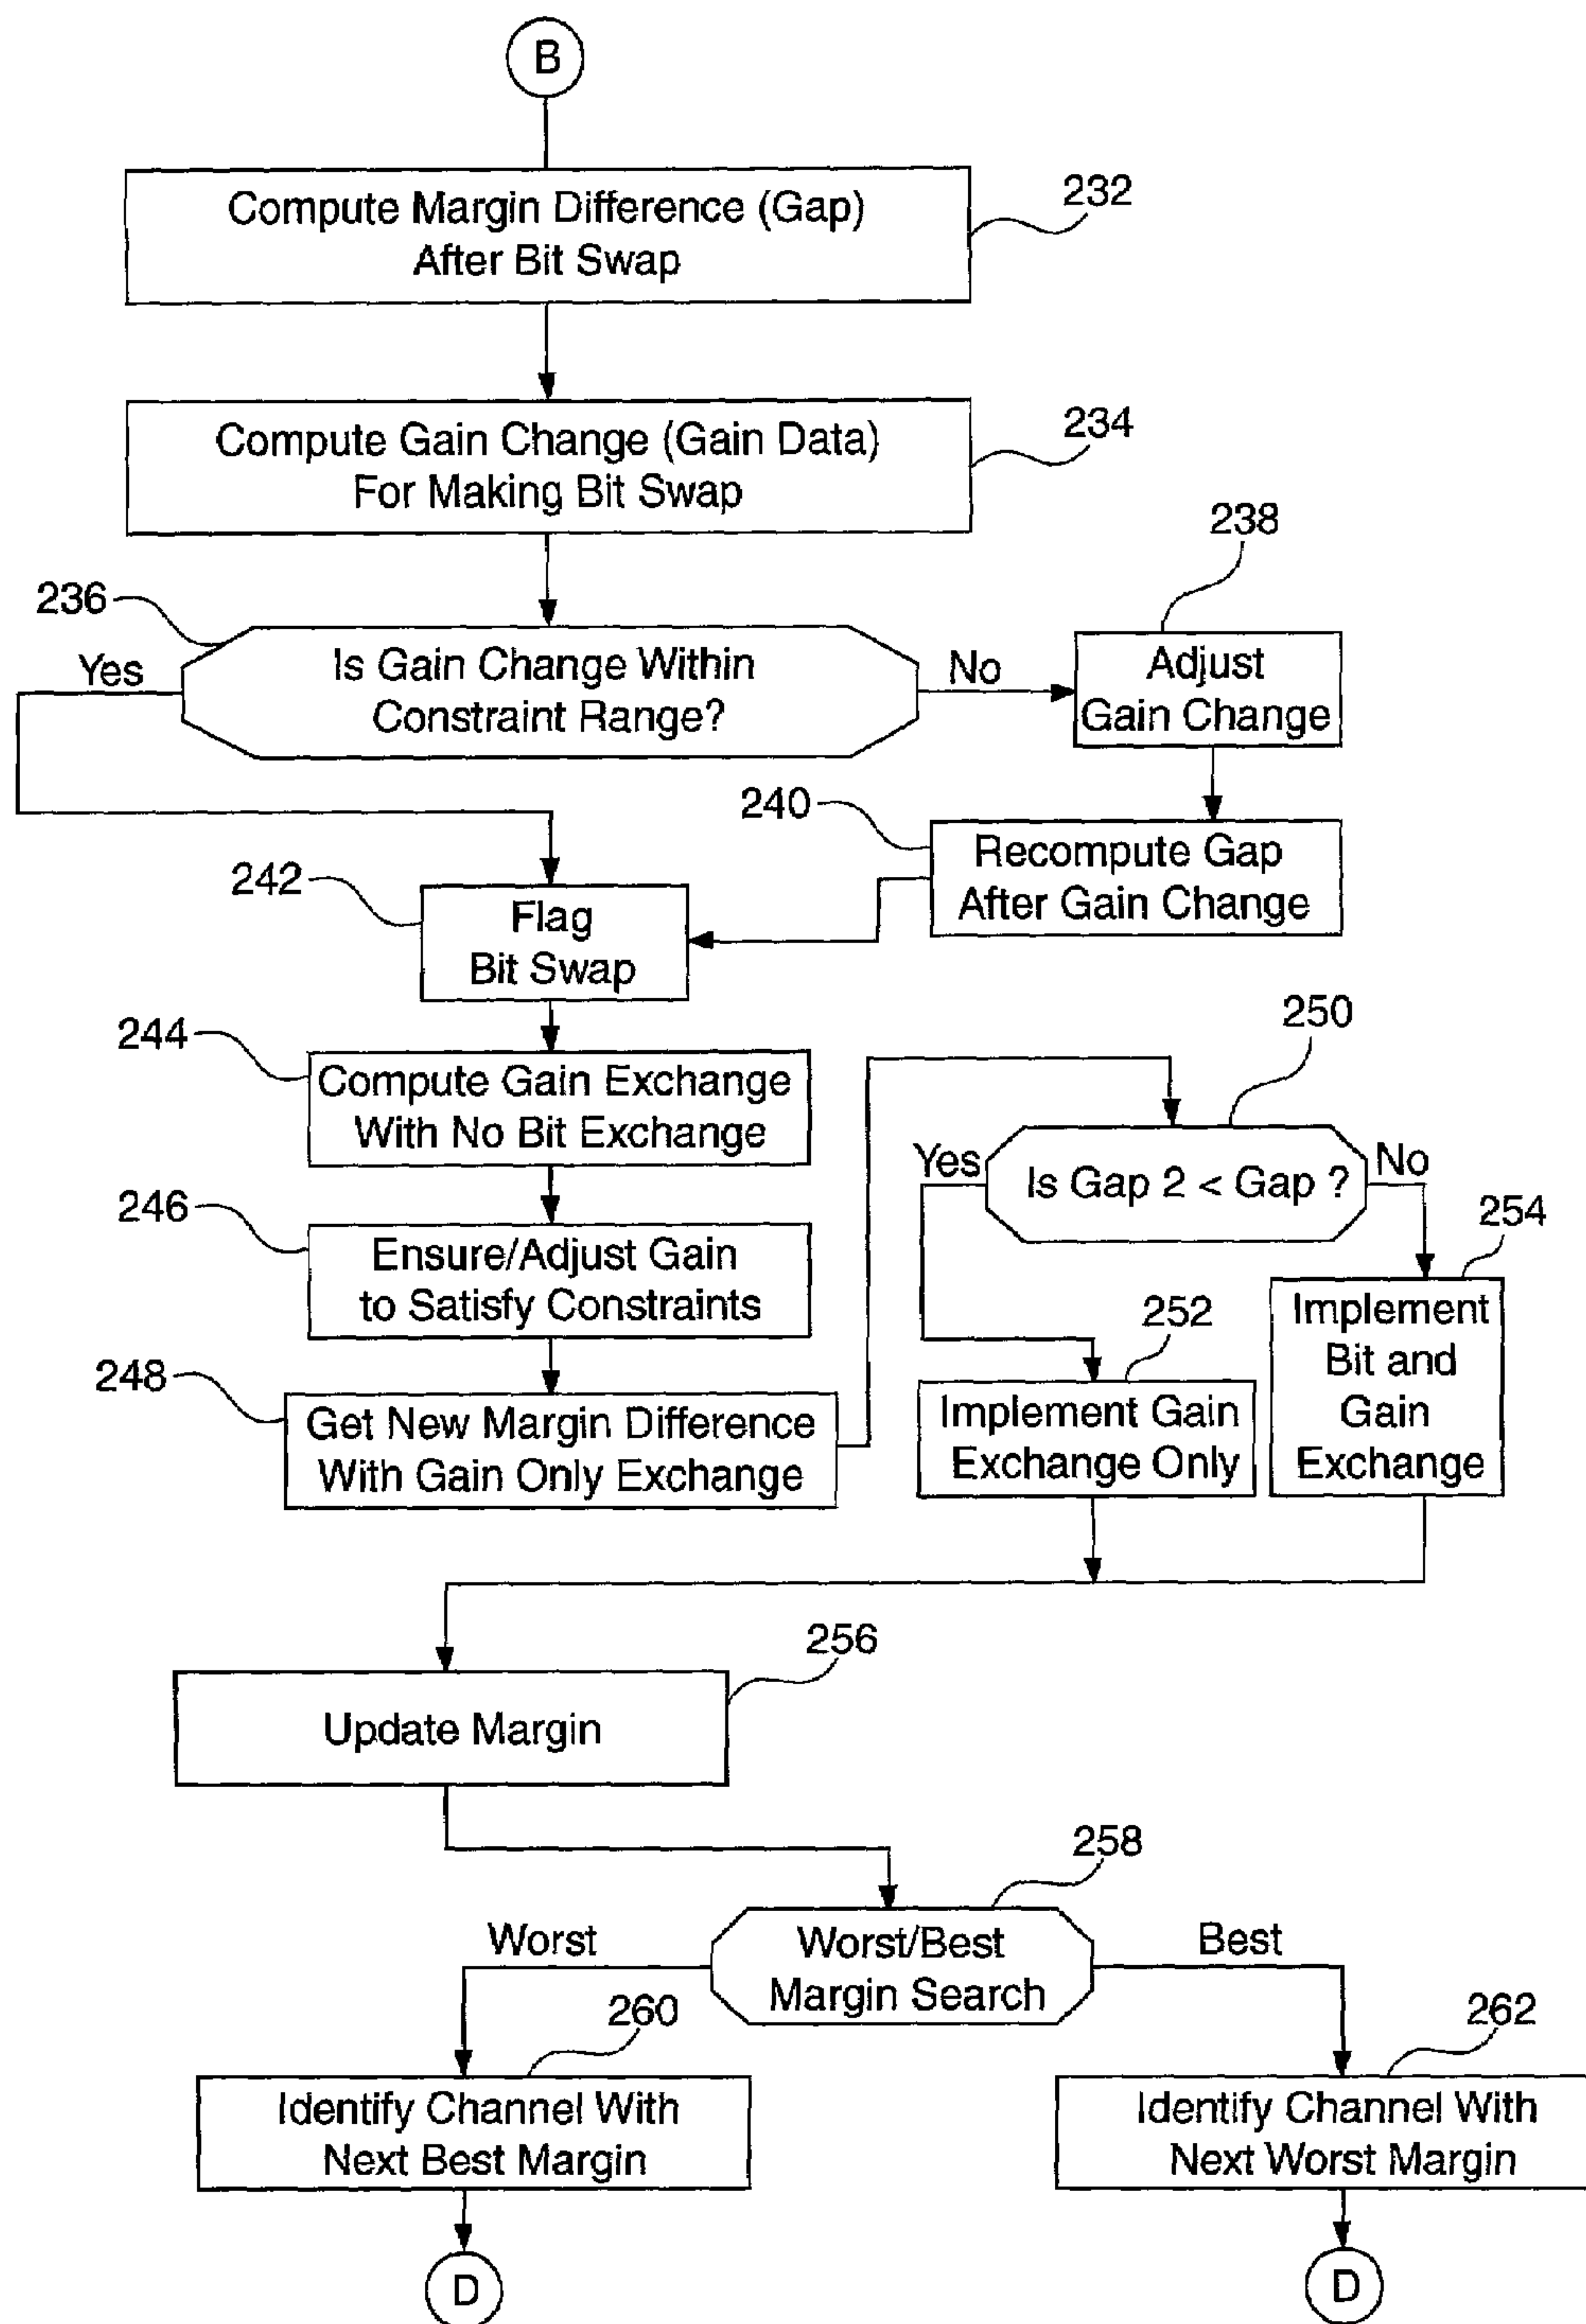 B
Compute Margin Difference (Gap)
After Bit Swap
232
Compute Gain Change (Gain Data)
For Making Bit Swap
234
236
Yes
Is Gain Change Within
Constraint Range?
No
238
Adjust
Gain Change
240
Recompute Gap
After Gain Change
242
Flag
Bit Swap
244
Compute Gain Exchange
With No Bit Exchange
246
Ensure/Adjust Gain
to Satisfy Constraints
248
Get New Margin Difference
With Gain Only Exchange
250
Yes
Is Gap 2 < Gap ?
No
252
Implement Gain
Exchange Only
254
Implement
Bit and
Gain
Exchange
256
Update Margin
258
Worst
Worst/Best
Margin Search
Best
260
Identify Channel With
Next Best Margin
262
Identify Channel With
Next Worst Margin
D
D